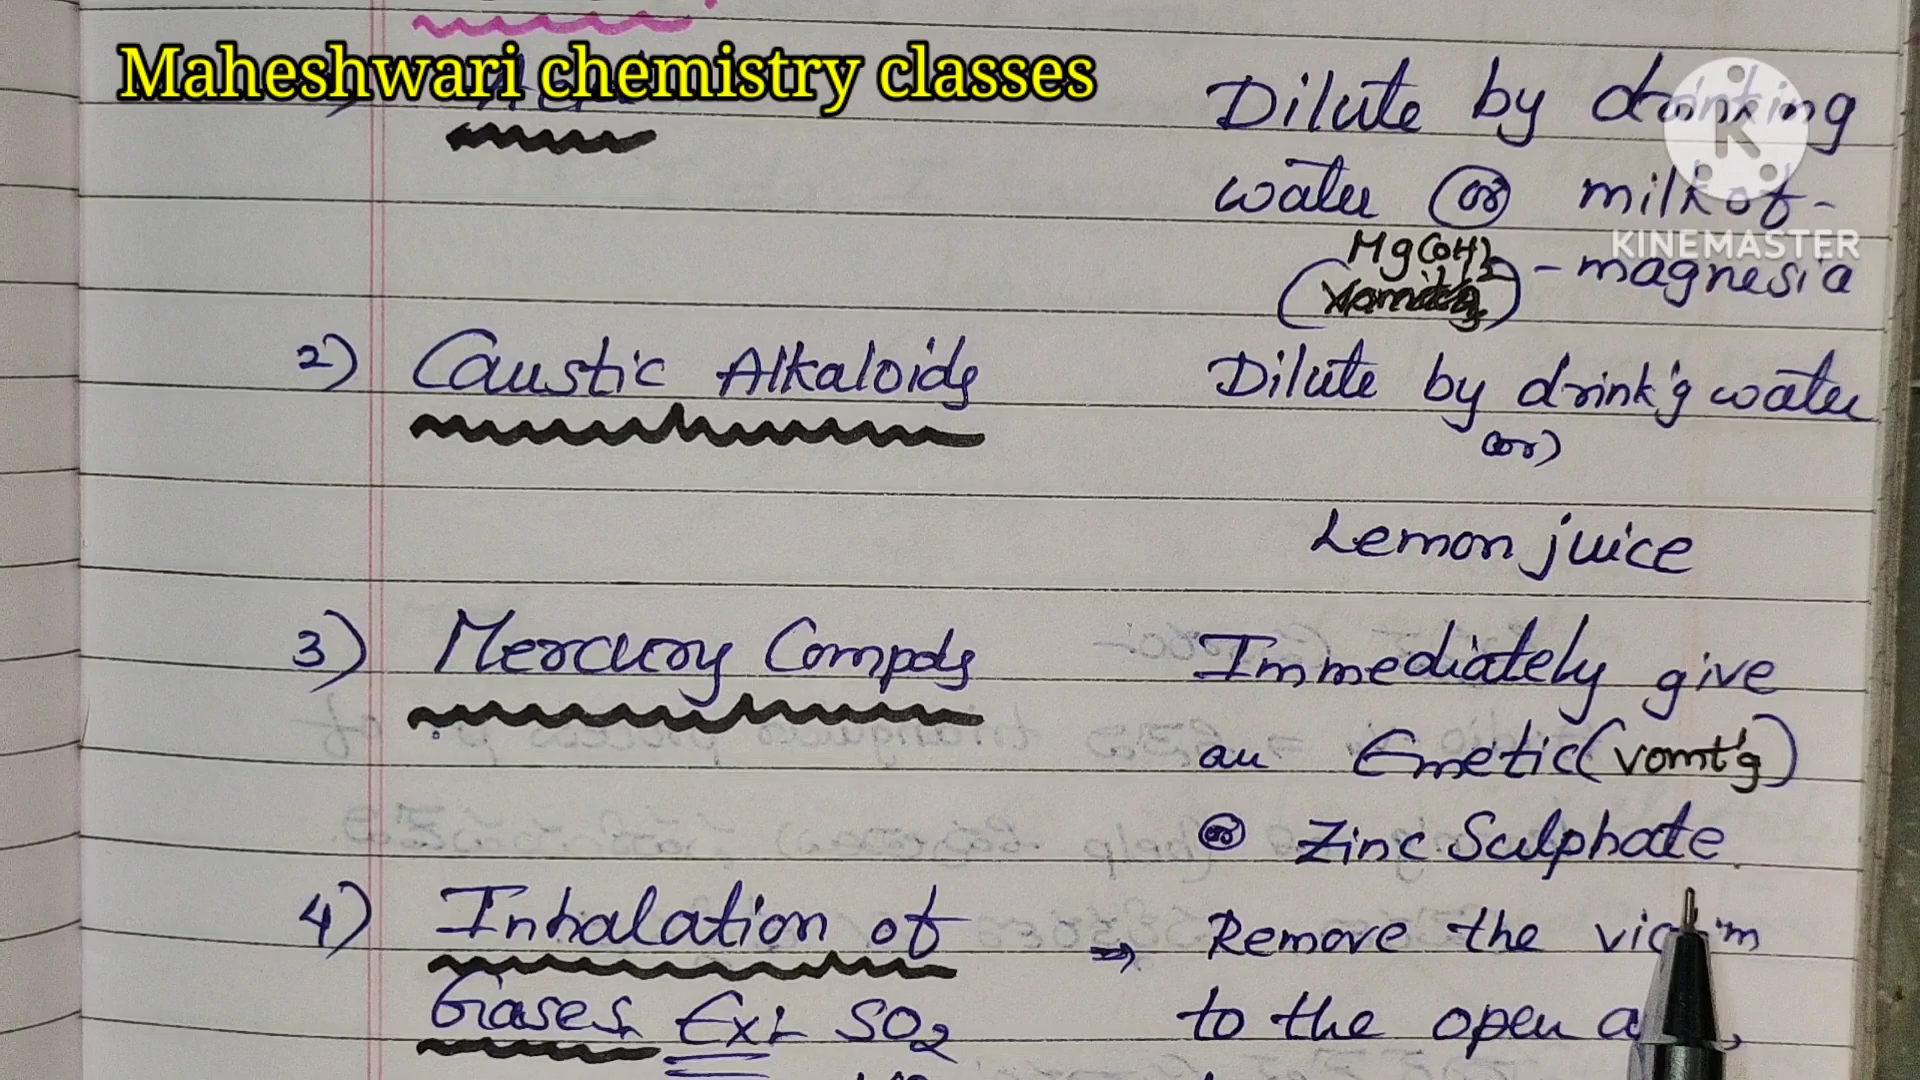 Maheshwari chemistry classes
KINEMASTER
Dilute by drinking
water (or) milk of-
Mg(OH)2 - magnesia
2) Caustic Alkaloids Dilute by drink'g water
(or)
Lemon juice
3) Mercury Compds Immediately give
an Emetic (vomt'g)
(or) Zinc Sulphate.
4) Inhalation of → Remove the victim
Gases. Ex:- SO2 to the open